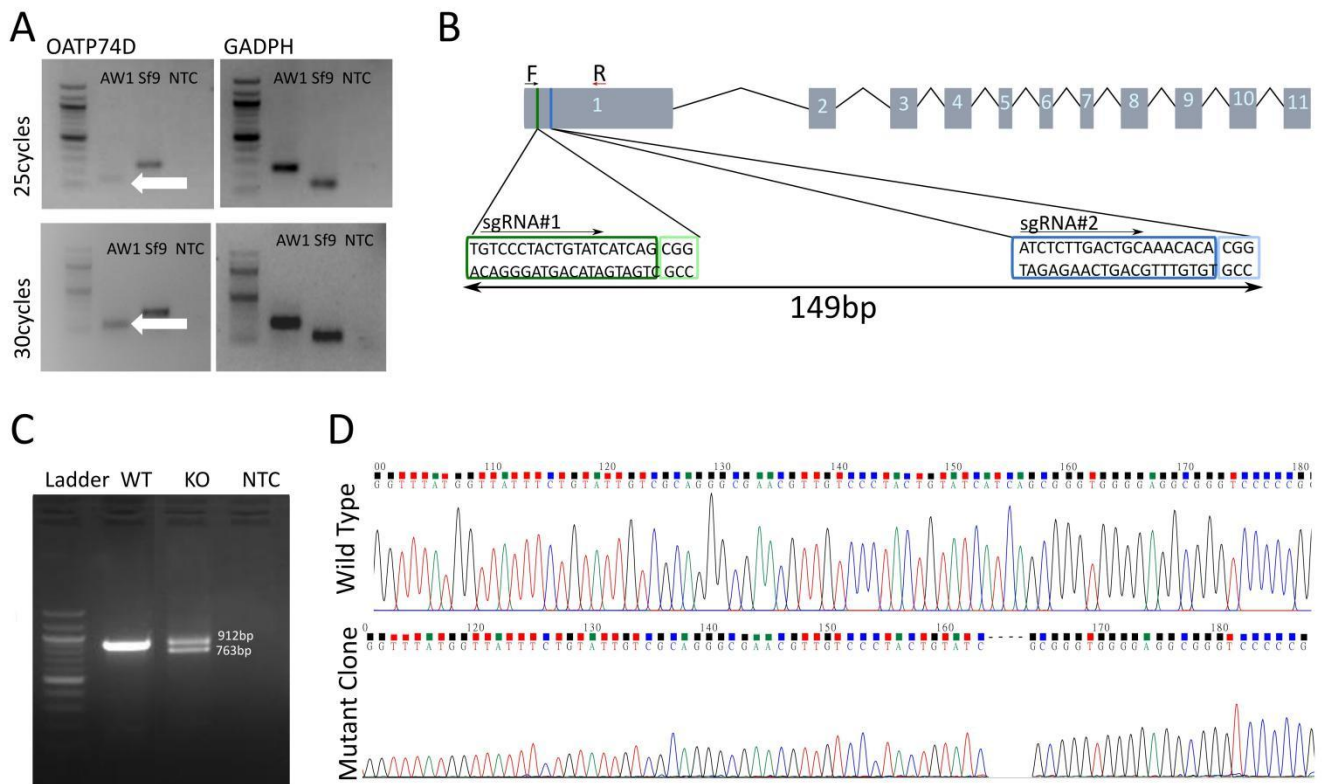 A
OATP74D GADPH
25cycles
AW1 Sf9 NTC
AW1 Sf9 NTC
30cycles
AW1 Sf9 NTC
AW1 Sf9 NTC
B
F R
1 2 3 4 5 6 7 8 9 10 11
sgRNA#1 sgRNA#2
TGTCCCTACTGTATCATCAG CGG ATCTCTTGACTGCAAACACA CGG
ACAGGGATGACATAGTAGTC GCC TAGAGAACTGACGTTTGTGT GCC
149bp
C
Ladder WT KO NTC
912bp
763bp
D
Wild Type
00 110 120 130 140 150 160 170 180
GGTTTATGGTTATTTCTGTATTGTCGCAGGGCGAACGTTGTCCCTACTGTATCATCAGCGGGTGGGGAGGCGGGTCCCCCG
Mutant Clone
0 120 130 140 150 160 170 180
GGTTTATGGTTATTTCTGTATTGTCGCAGGGCGAACGTTGTCCCTACTGTATC----GCGGGTGGGGAGGCGGGTCCCCCG